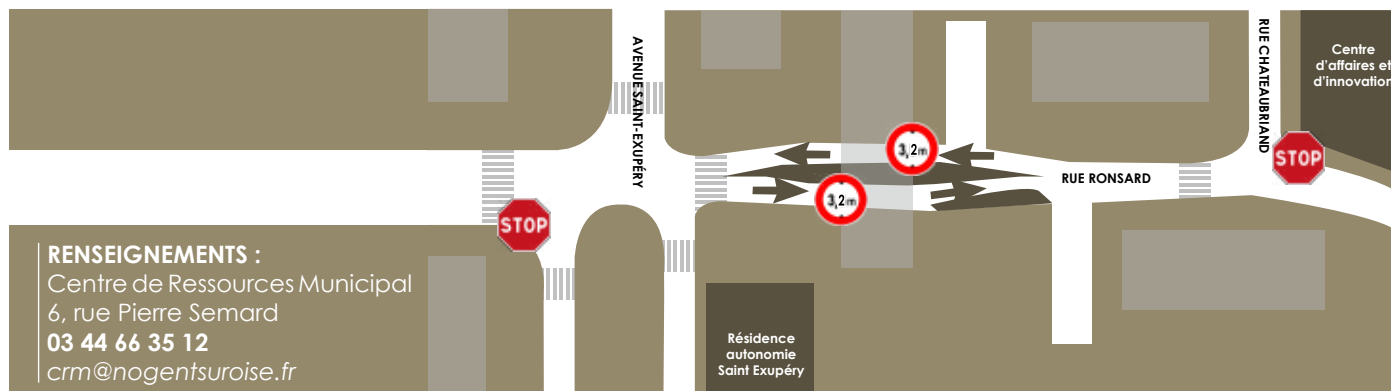 AVENUE SAINT-EXUPÉRY
RUE CHATEAUBRIAND
Centre
d'affaires et
d'innovation
3,2m
STOP
RUE RONSARD
3,2m
STOP
RENSEIGNEMENTS :
Centre de Ressources Municipal
6, rue Pierre Semard
03 44 66 35 12
crm@nogentsuroise.fr
Résidence
autonomie
Saint Exupéry